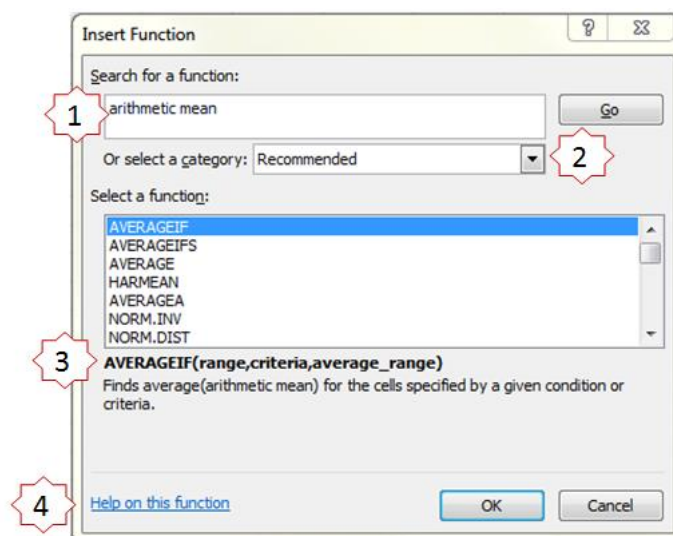 Insert Function
Search for a function:
1
arithmetic mean
Go
Or select a category: Recommended
2
Select a function:
AVERAGEIF
AVERAGEIFS
AVERAGE
HARMEAN
AVERAGEA
NORM.INV
NORM.DIST
3
AVERAGEIF(range,criteria,average_range)
Finds average(arithmetic mean) for the cells specified by a given condition or
criteria.
4
Help on this function
OK
Cancel